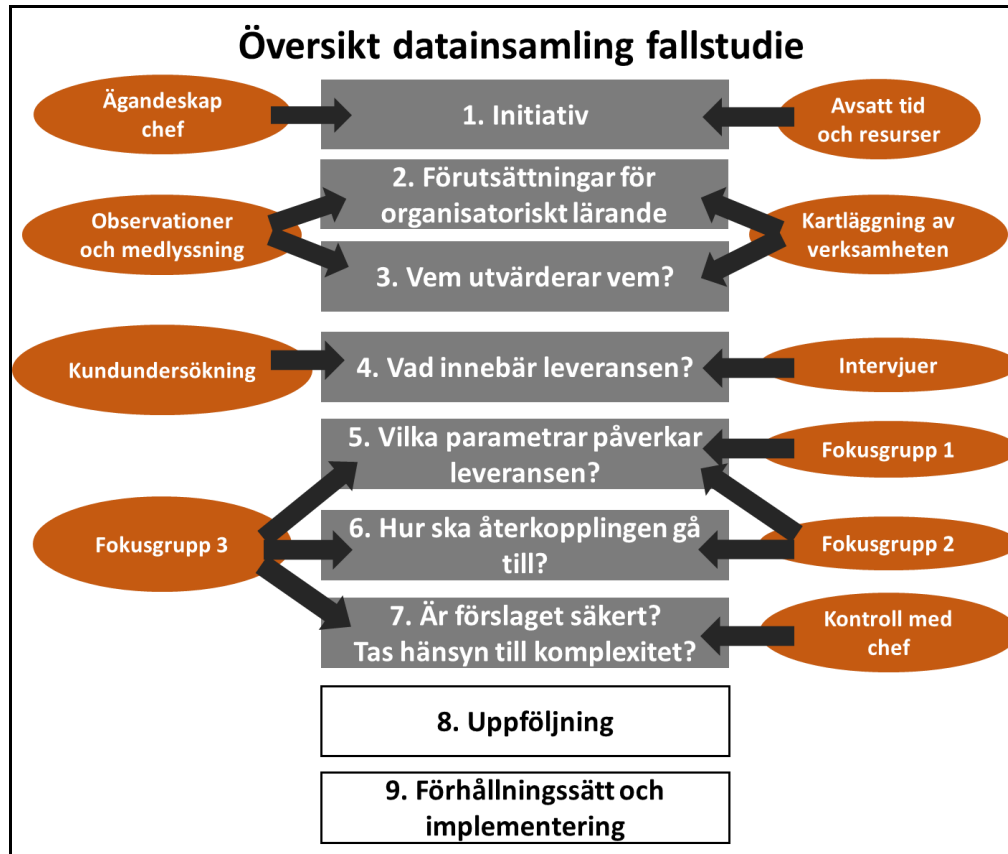 Översikt datainsamling fallstudie
Ägandeskap
chef
1. Initiativ
Avsatt tid
och resurser
2. Förutsättningar för
organisatoriskt lärande
Observationer
och medlyssning
Kartläggning av
verksamheten
3. Vem utvärderar vem?
Kundundersökning
4. Vad innebär leveransen?
Intervjuer
5. Vilka parametrar påverkar
leveransen?
Fokusgrupp 1
Fokusgrupp 3
6. Hur ska återkopplingen gå
till?
Fokusgrupp 2
7. Är förslaget säkert?
Tas hänsyn till komplexitet?
Kontroll med
chef
8. Uppföljning
9. Förhållningssätt och
implementering